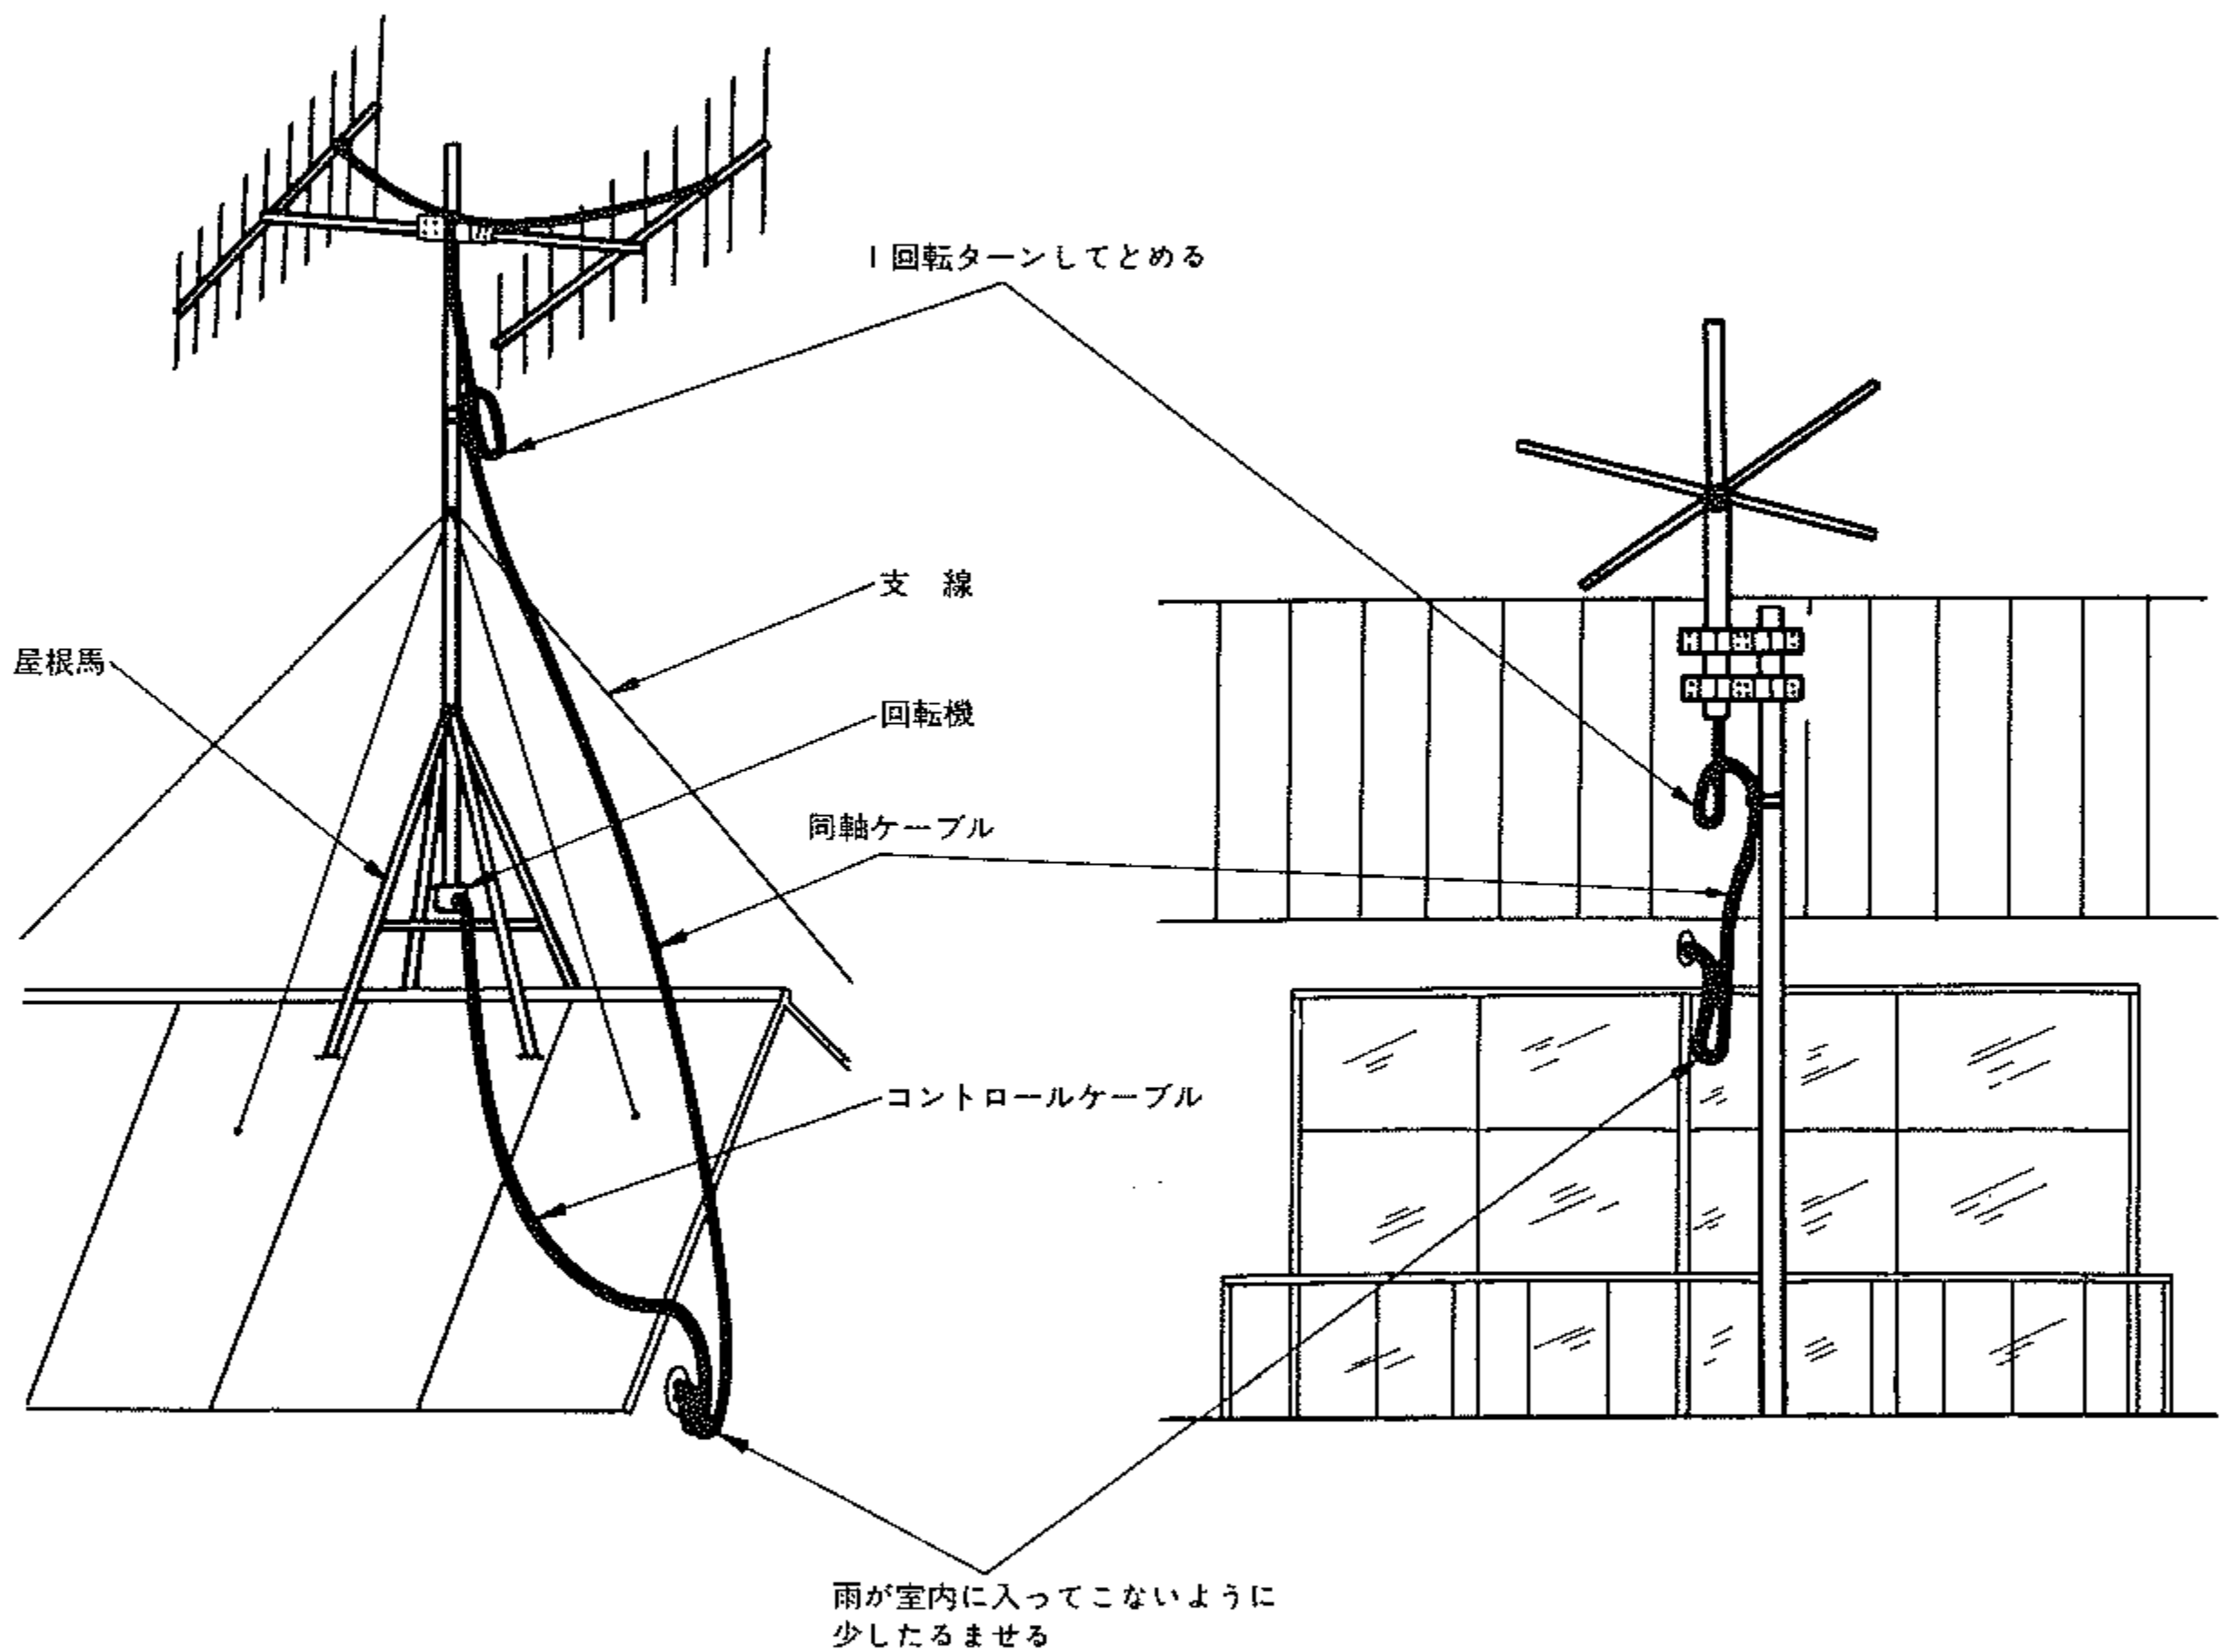 1回転ターンしてとめる
支 線
屋根馬
回転機
同軸ケーブル
コントロールケーブル
雨が室内に入ってこないように
少したるませる